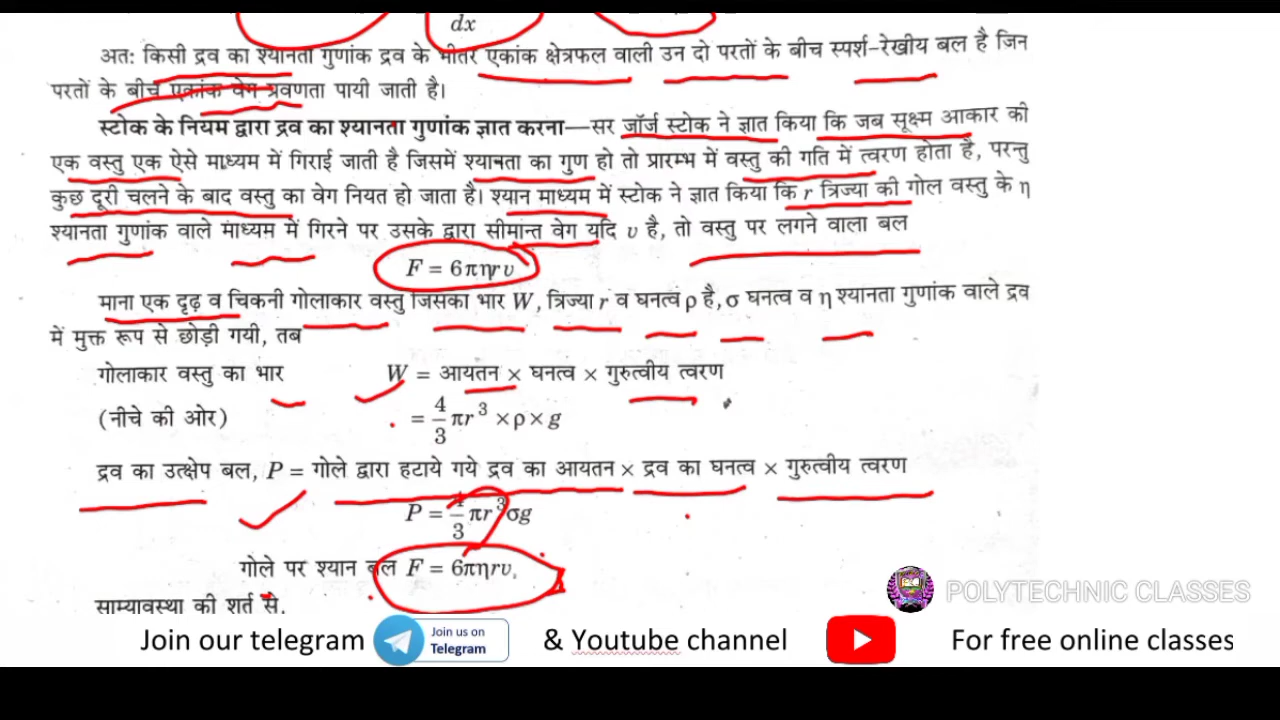 dx
अतः किसी द्रव का श्यानता गुणांक द्रव के भीतर एकांक क्षेत्रफल वाली उन दो परतों के बीच स्पर्श-रेखीय बल है जिन
परतों के बीच एकांक वेग प्रवणता पायी जाती है।
स्टोक के नियम द्वारा द्रव का श्यानता गुणांक ज्ञात करना—सर जॉर्ज स्टोक ने ज्ञात किया कि जब सूक्ष्म आकार की
एक वस्तु एक ऐसे माध्यम में गिराई जाती है जिसमें श्यानता का गुण हो तो प्रारम्भ में वस्तु की गति में त्वरण होता है, परन्तु
कुछ दूरी चलने के बाद वस्तु का वेग नियत हो जाता है। श्यान माध्यम में स्टोक ने ज्ञात किया कि r त्रिज्या की गोल वस्तु के η
श्यानता गुणांक वाले माध्यम में गिरने पर उसके द्वारा सीमान्त वेग यदि υ है, तो वस्तु पर लगने वाला बल
F = 6πηrυ
माना एक दृढ़ व चिकनी गोलाकार वस्तु जिसका भार W, त्रिज्या r व घनत्व ρ है, σ घनत्व व η श्यानता गुणांक वाले द्रव
में मुक्त रूप से छोड़ी गयी, तब
गोलाकार वस्तु का भार W = आयतन × घनत्व × गुरुत्वीय त्वरण
(नीचे की ओर) = 4/3 πr³ × ρ × g
द्रव का उत्क्षेप बल, P = गोले द्वारा हटाये गये द्रव का आयतन × द्रव का घनत्व × गुरुत्वीय त्वरण
P = 4/3 πr³σg
गोले पर श्यान बल F = 6πηrυ,
साम्यावस्था की शर्त से,
POLYTECHNIC CLASSES
Join our telegram Join us on Telegram & Youtube channel For free online classes